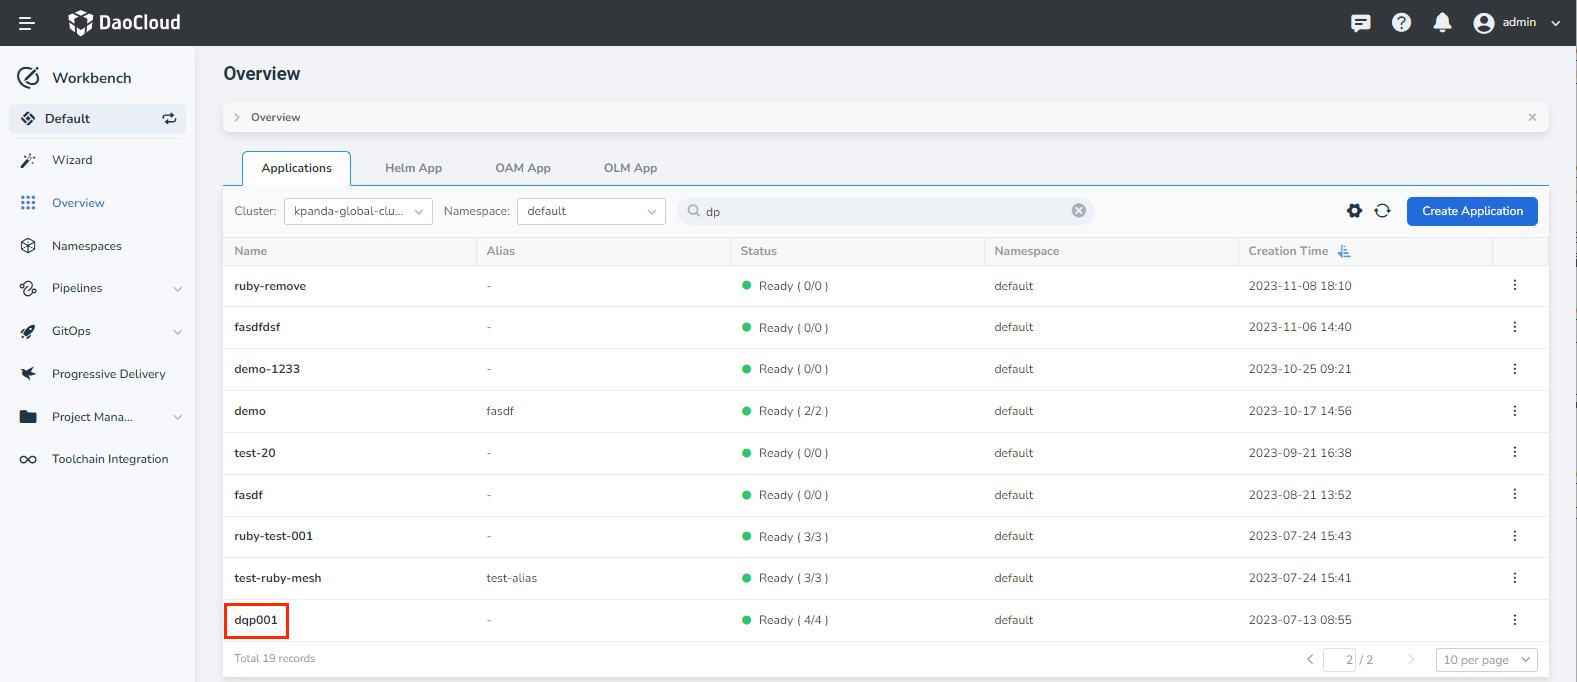 DaoCloud
admin
Workbench
Default
Wizard
Overview
Namespaces
Pipelines
GitOps
Progressive Delivery
Project Mana...
Toolchain Integration
Overview
Overview
Applications Helm App OAM App OLM App
Cluster: kpanda-global-clu... Namespace: default dp Create Application
Name Alias Status Namespace Creation Time
ruby-remove - Ready ( 0/0 ) default 2023-11-08 18:10
fasdfdsf - Ready ( 0/0 ) default 2023-11-06 14:40
demo-1233 - Ready ( 0/0 ) default 2023-10-25 09:21
demo fasdf Ready ( 2/2 ) default 2023-10-17 14:56
test-20 - Ready ( 0/0 ) default 2023-09-21 16:38
fasdf - Ready ( 0/0 ) default 2023-08-21 13:52
ruby-test-001 - Ready ( 3/3 ) default 2023-07-24 15:43
test-ruby-mesh test-alias Ready ( 3/3 ) default 2023-07-24 15:41
dqp001 - Ready ( 4/4 ) default 2023-07-13 08:55
Total 19 records 2 / 2 10 per page